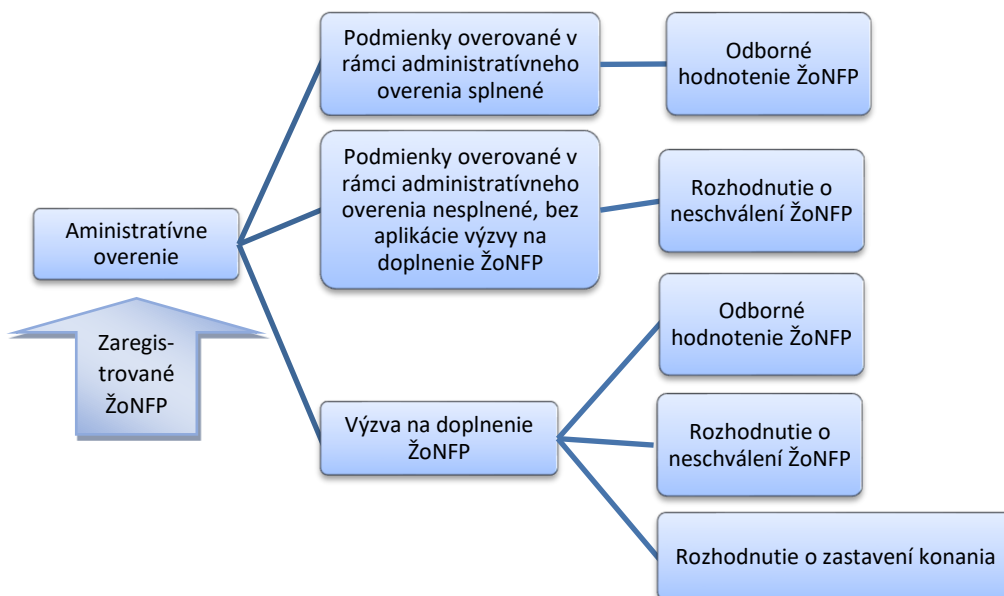 Podmienky overované v
rámci administratívneho
overenia splnené
Odborné
hodnotenie ŽoNFP
Podmienky overované v
rámci administratívneho
overenia nesplnené, bez
aplikácie výzvy na
doplnenie ŽoNFP
Rozhodnutie o
neschválení ŽoNFP
Aministratívne
overenie
Zaregis-
trované
ŽoNFP
Výzva na doplnenie
ŽoNFP
Odborné
hodnotenie ŽoNFP
Rozhodnutie o
neschválení ŽoNFP
Rozhodnutie o zastavení konania